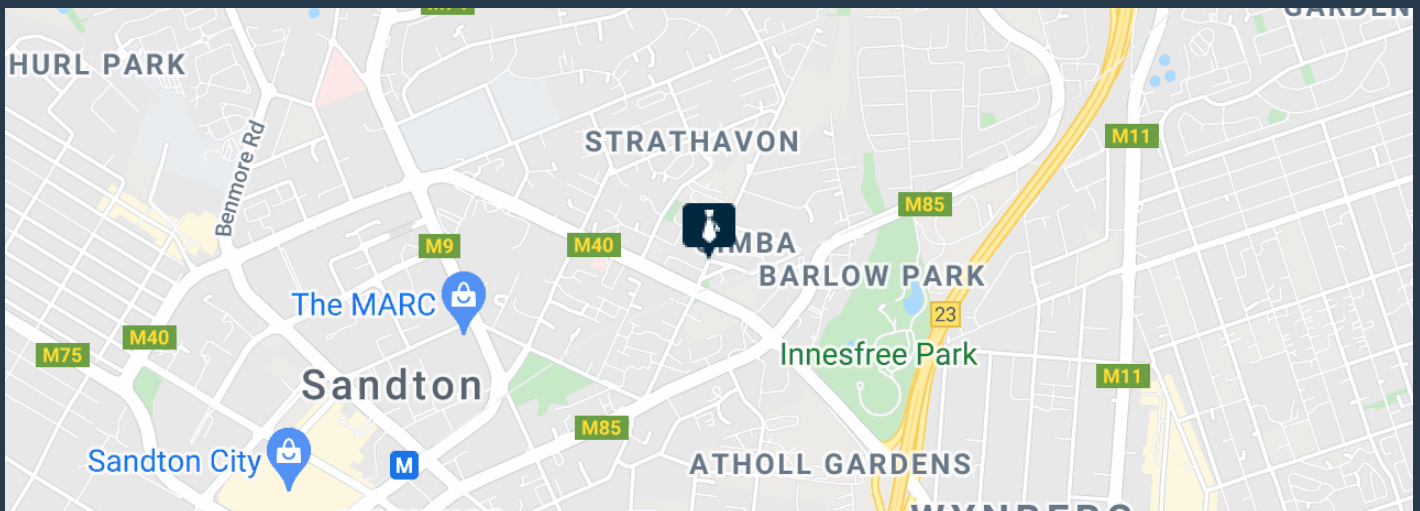 GARDEN
HURL PARK
Benmore Rd
STRATHAVON
M11
M85
M9
M40
BARLOW PARK
The MARC
23
M40
M75
Innesfree Park
Sandton
M11
M85
Sandton City
M
ATHOLL GARDENS